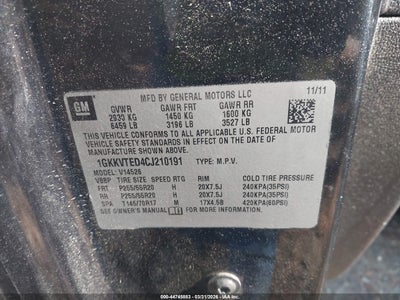 GM
MFD BY GENERAL MOTORS LLC
11/11
GVWR GAWR FRT GAWR RR
2930 KG 1450 KG 1600 KG
6459 LB 3196 LB 3527 LB
THIS VEHICLE CONFORMS TO ALL APPLICABLE U.S. FEDERAL MOTOR
VEHICLE SAFETY
STANDARDS IN EFFECT ON THE DATE OF
MANUFACTURE SHOWN ABOVE.
1GKKVTED4CJ210191 TYPE: M.P.V.
MODEL: V14526
TIRE SIZE SPEED RTG RIM COLD TIRE PRESSURE
FRT P255/55R20 H 20X7.5J 240KPA(35PSI)
RR P255/55R20 H 20X7.5J 240KPA(35PSI)
SPA T145/70R17 M 17X4.5B 420KPA(60PSI)
SEE OWNER'S MANUAL FOR ADDITIONAL INFORMATION.
© 000-44745663 | 03/31/2026 | IAA Inc.